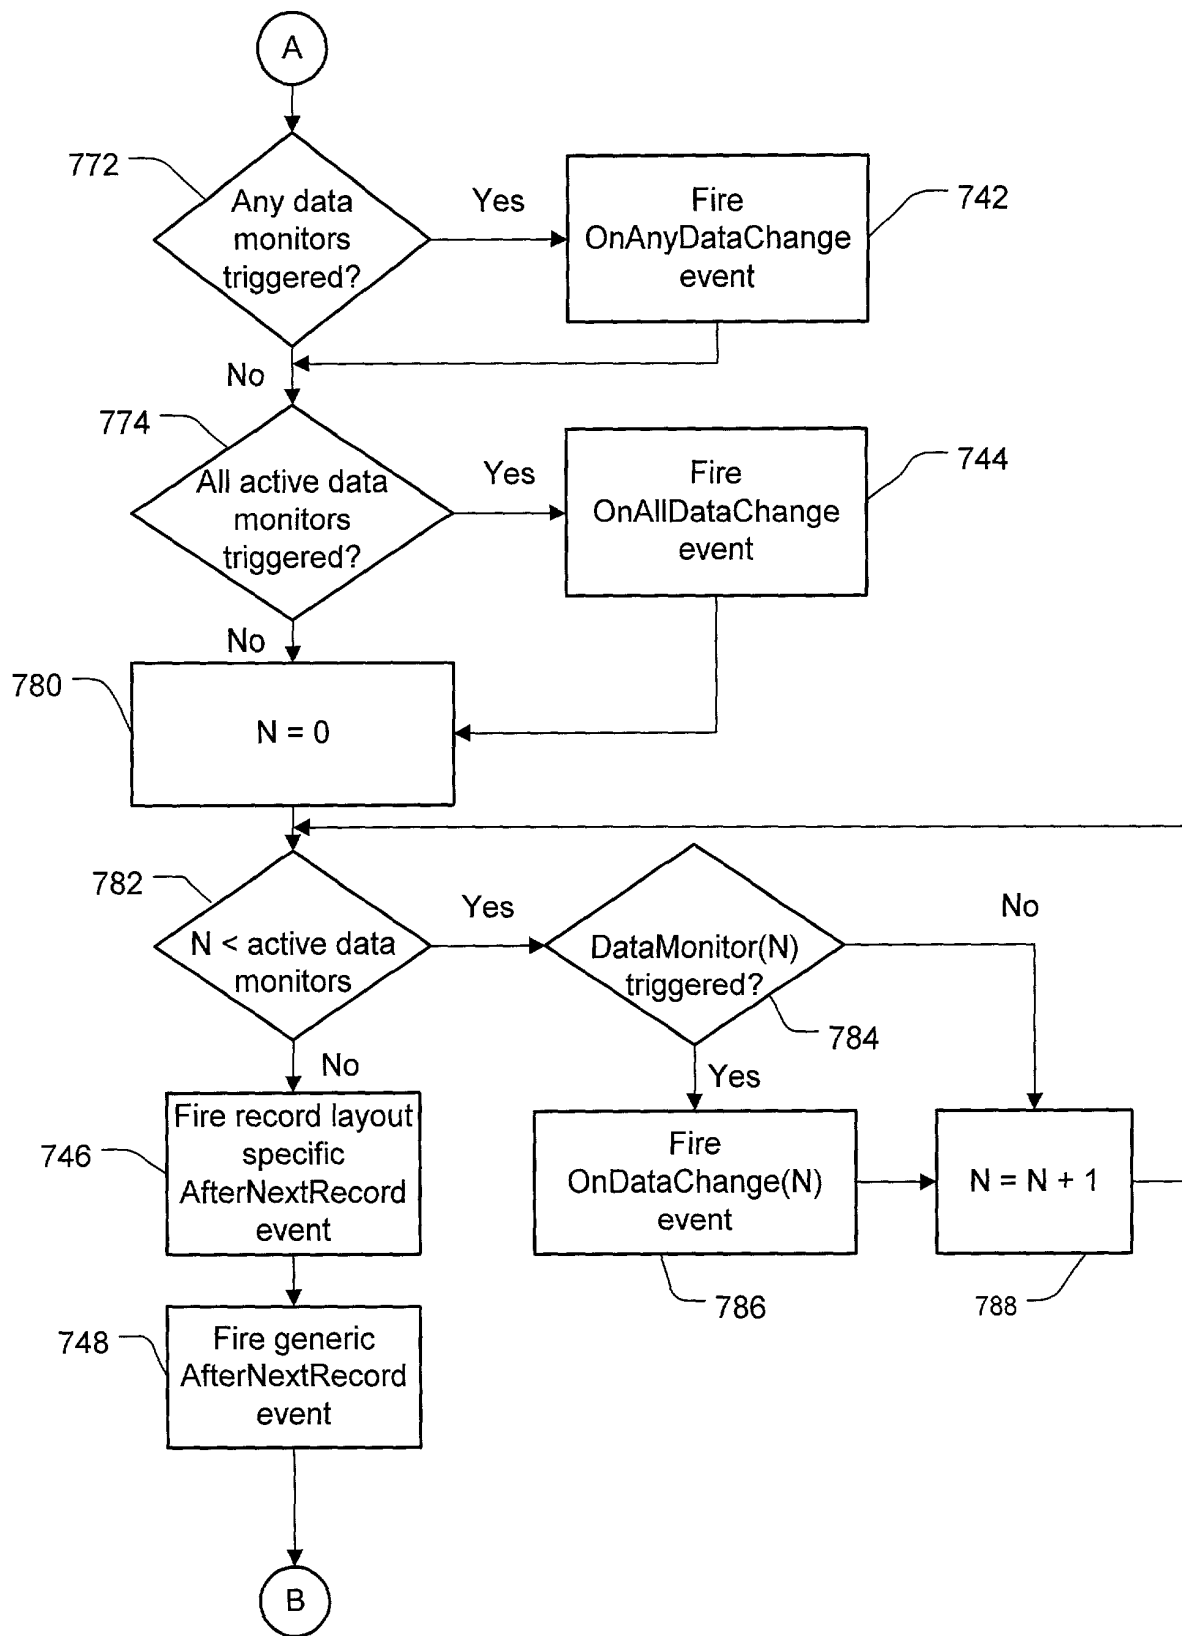 A
772
Any data
monitors
triggered?
Yes
Fire
OnAnyDataChange
event
742
No
774
All active data
monitors
triggered?
Yes
Fire
OnAllDataChange
event
744
No
780
N = 0
782
N < active data
monitors
Yes
DataMonitor(N)
triggered?
No
784
No
Yes
746
Fire record layout
specific
AfterNextRecord
event
Fire
OnDataChange(N)
event
N = N + 1
786
788
748
Fire generic
AfterNextRecord
event
B